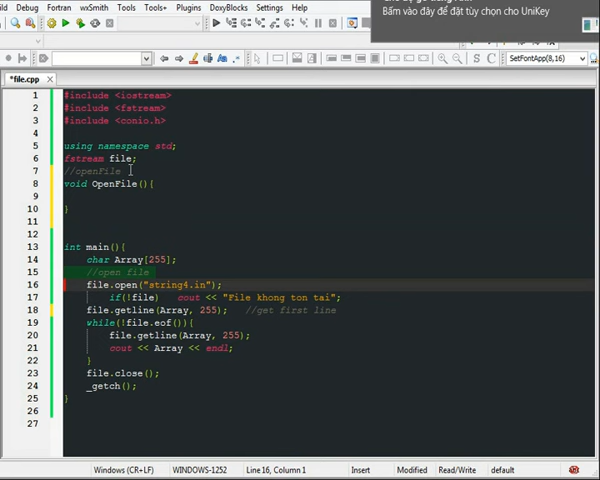 Bấm vào đây để đặt tùy chọn cho UniKey
ild Debug Fortran wxSmith Tools Tools+ Plugins DoxyBlocks Settings Help
SetFontApp(8,16)
*file.cpp
1 #include <iostream>
2 #include <fstream>
3 #include <conio.h>
4
5 using namespace std;
6 fstream file;
7 //openFile
8 void OpenFile(){
9
10 }
11
12
13 int main(){
14 char Array[255];
15 //open file
16 file.open("string4.in");
17 if(!file) cout << "File khong ton tai";
18 file.getline(Array, 255); //get first line
19 while(!file.eof()){
20 file.getline(Array, 255);
21 cout << Array << endl;
22 }
23 file.close();
24 _getch();
25 }
26
27
Windows (CR+LF) WINDOWS-1252 Line 16, Column 1 Insert Modified Read/Write default